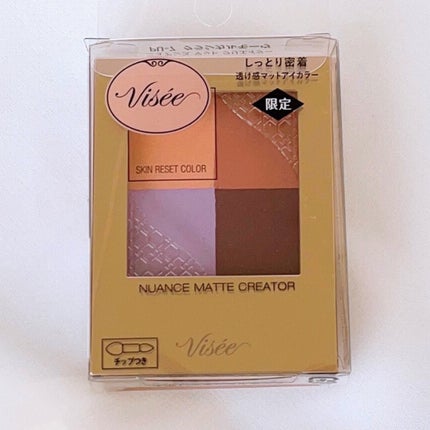 Visée
しっとり密着
透け感マットアイカラー
限定
SKIN RESET COLOR
NUANCE MATTE CREATOR
Visée
チップつき